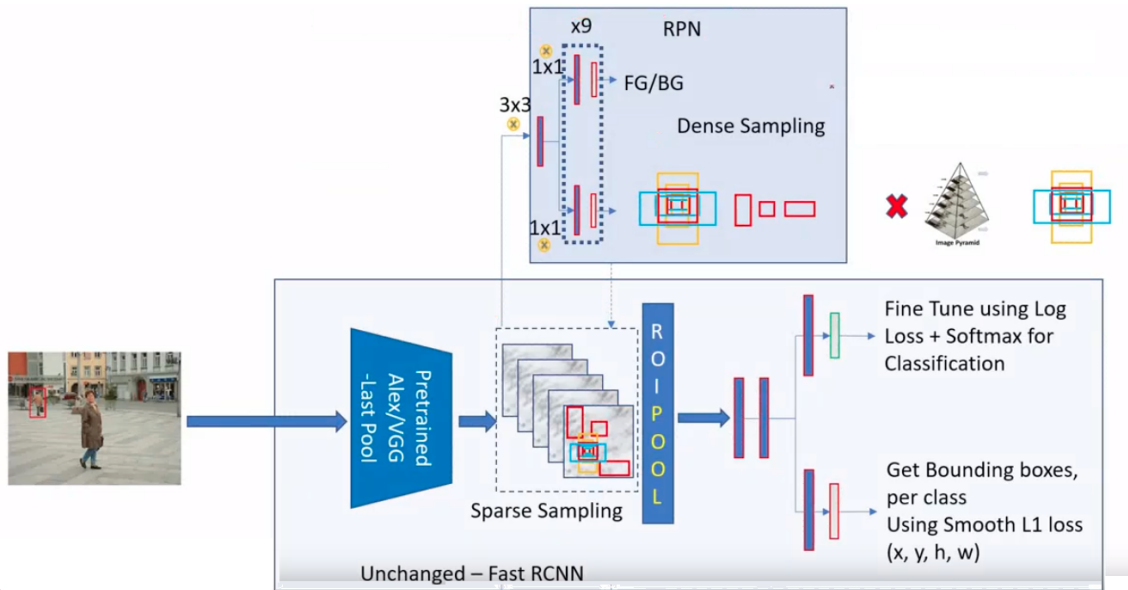 x9
RPN
1x1
FG/BG
3x3
Dense Sampling
1x1
Image Pyramid
Pretrained
Alex/VGG
-Last Pool
Sparse Sampling
ROI POOL
Fine Tune using Log
Loss + Softmax for
Classification
Get Bounding boxes,
per class
Using Smooth L1 loss
(x, y, h, w)
Unchanged – Fast RCNN